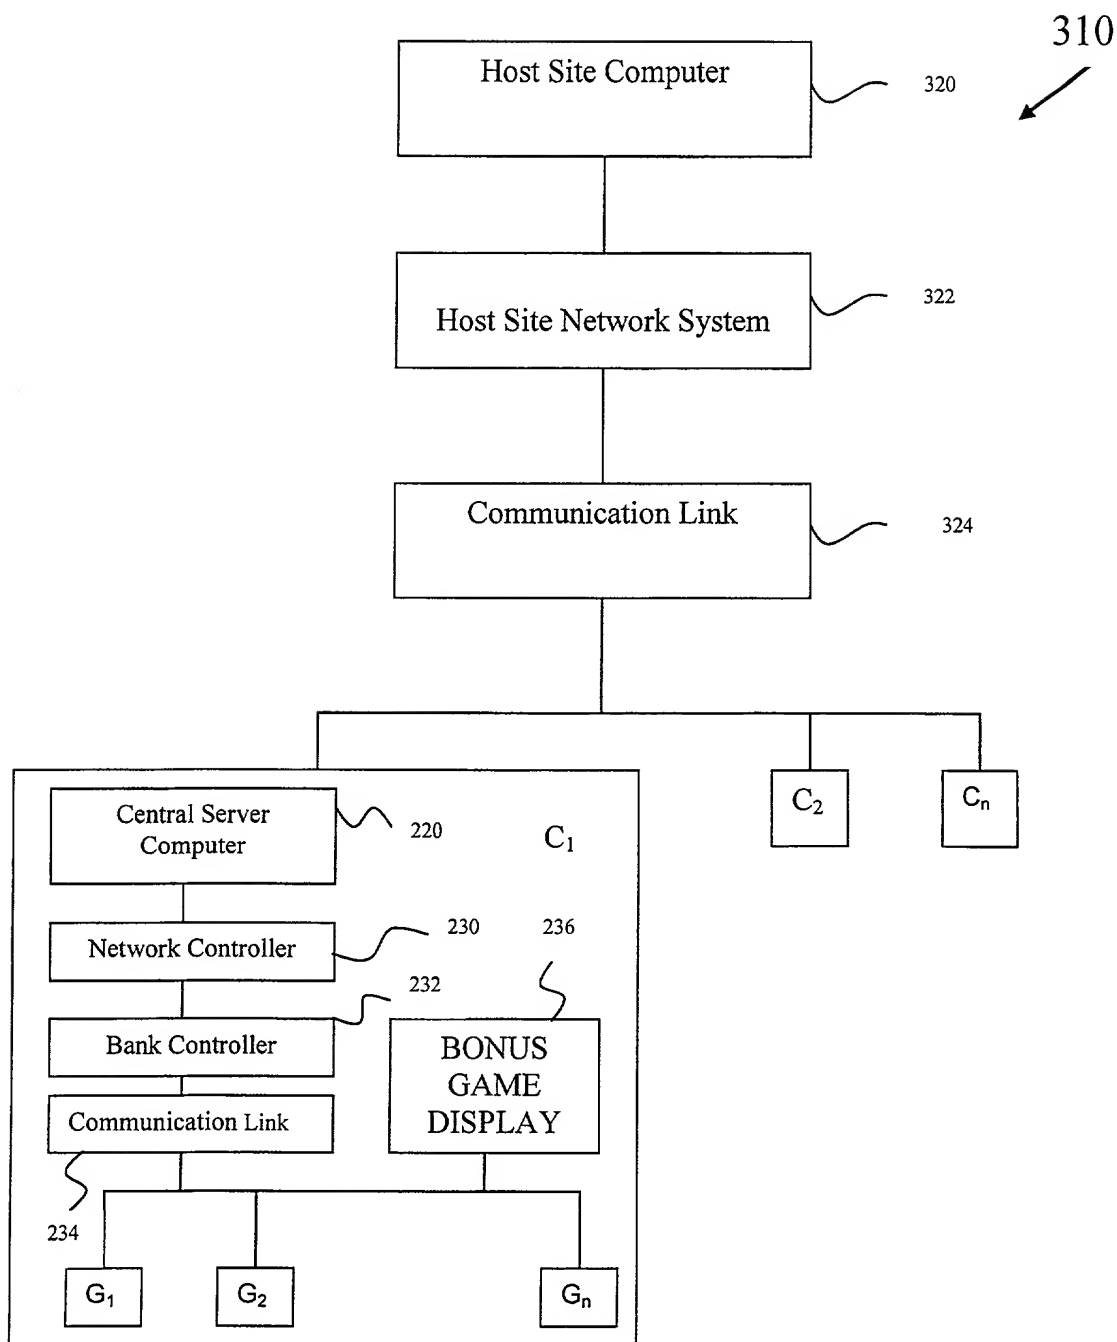 310
Host Site Computer
320
Host Site Network System
322
Communication Link
324
Central Server
Computer
220
C₁
C₂
Cₙ
Network Controller
230
236
232
Bank Controller
BONUS
GAME
DISPLAY
Communication Link
234
G₁
G₂
Gₙ